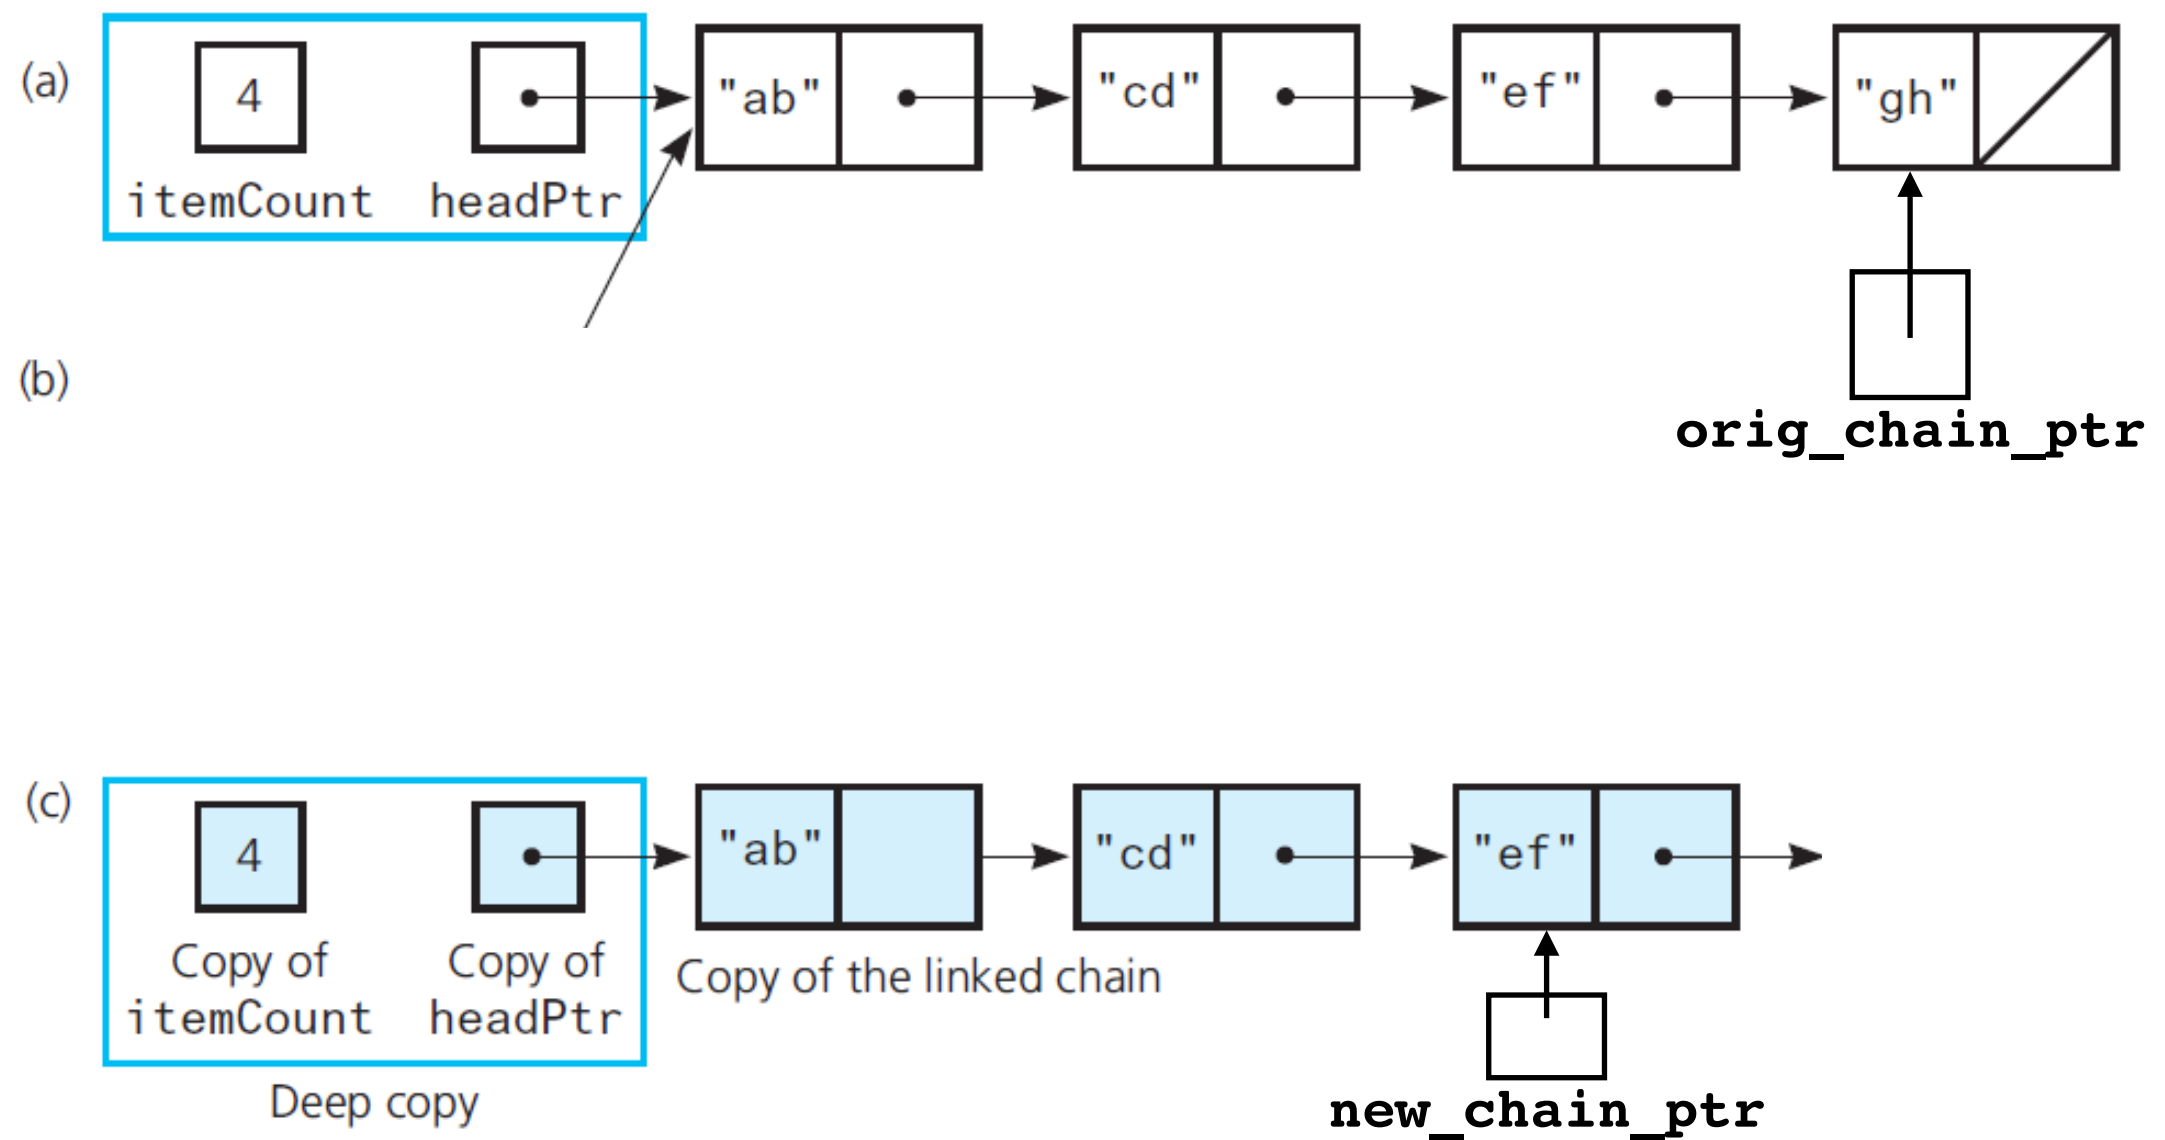 (a)
4
"ab"
"cd"
"ef"
"gh"
itemCount headPtr
(b)
orig_chain_ptr
(c)
4
"ab"
"cd"
"ef"
Copy of
itemCount
Copy of
headPtr
Copy of the linked chain
Deep copy
new_chain_ptr